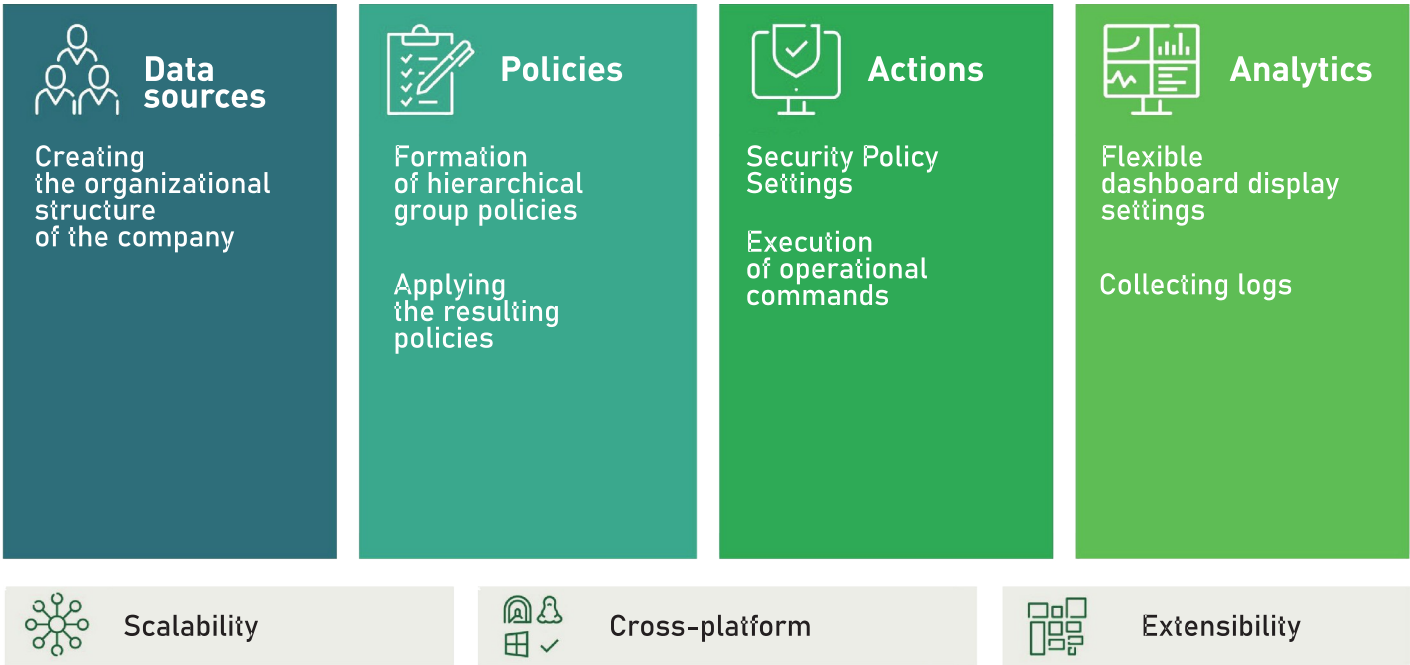 Data
sources
Creating
the organizational
structure
of the company
Policies
Formation
of hierarchical
group policies
Applying
the resulting
policies
Actions
Security Policy
Settings
Execution
of operational
commands
Analytics
Flexible
dashboard display
settings
Collecting logs
Scalability
Cross-platform
Extensibility